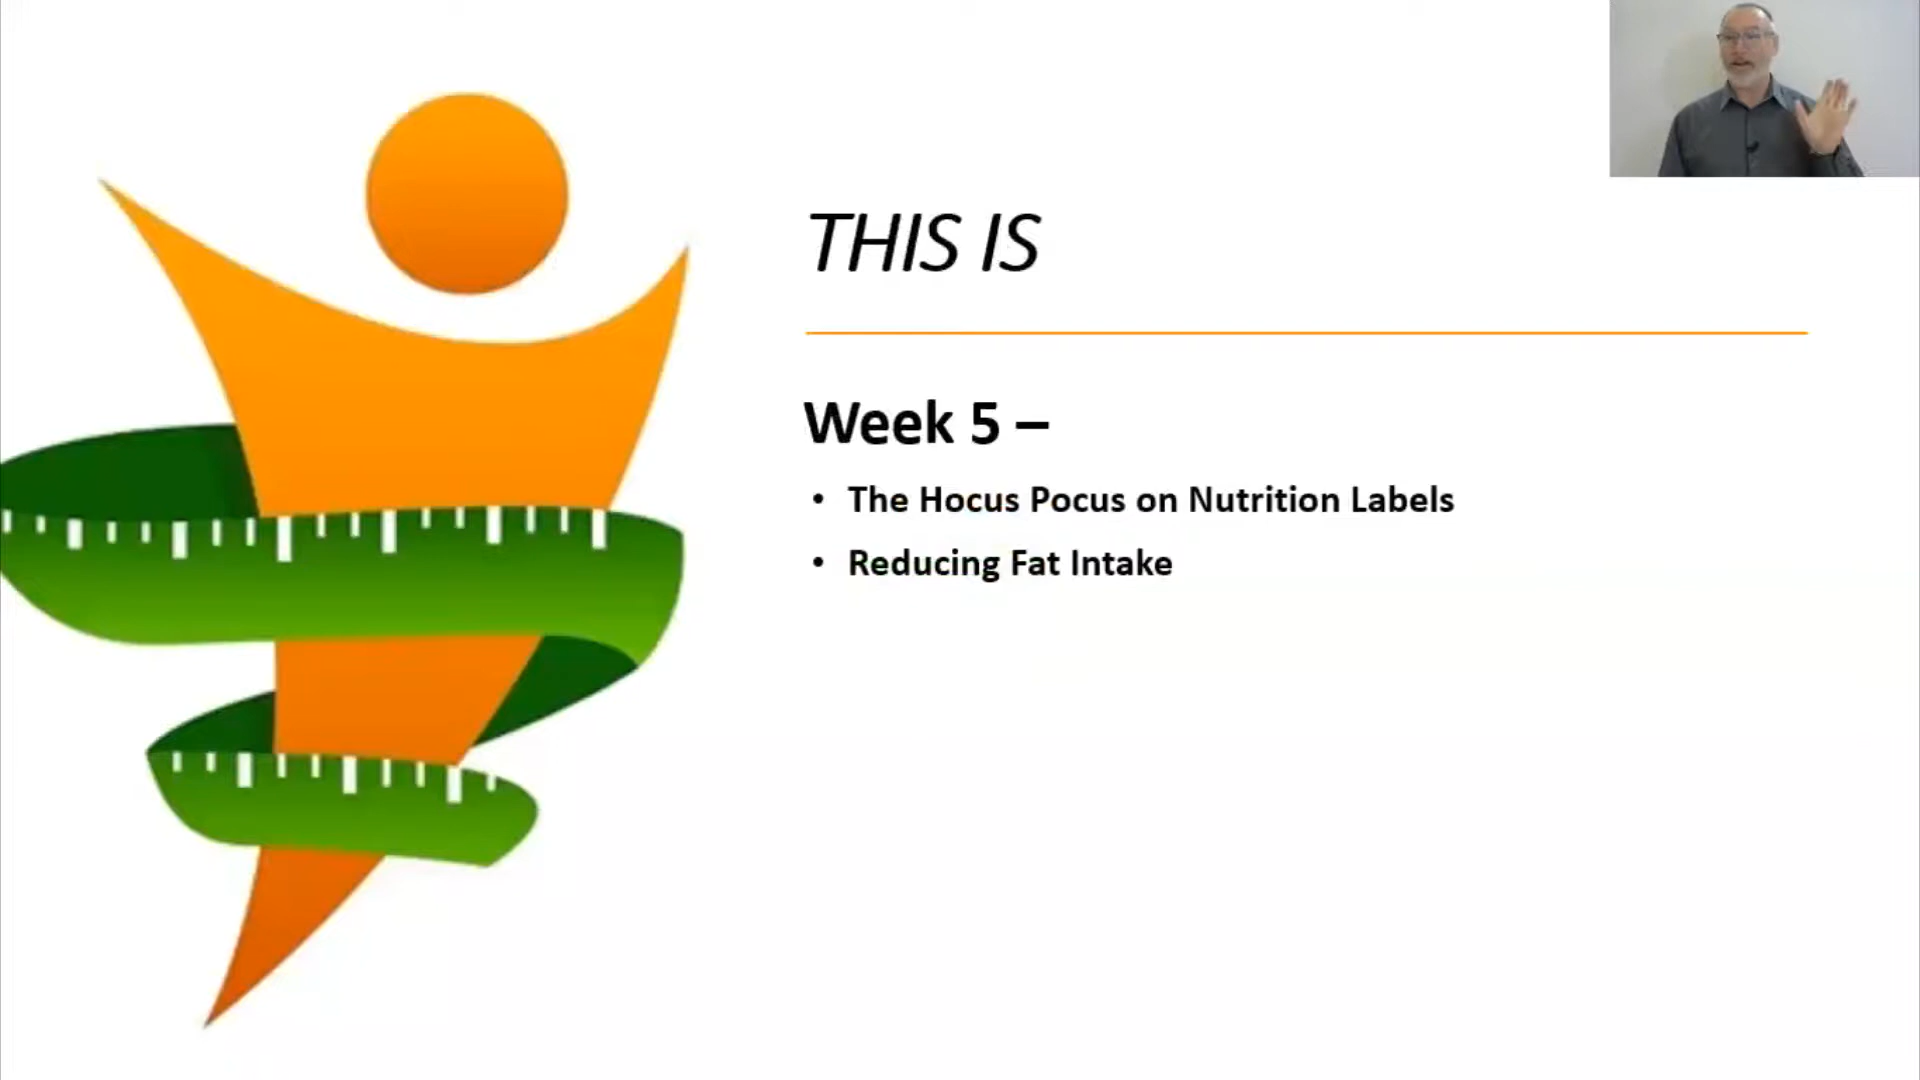 THIS IS
Week 5 –
• The Hocus Pocus on Nutrition Labels
• Reducing Fat Intake